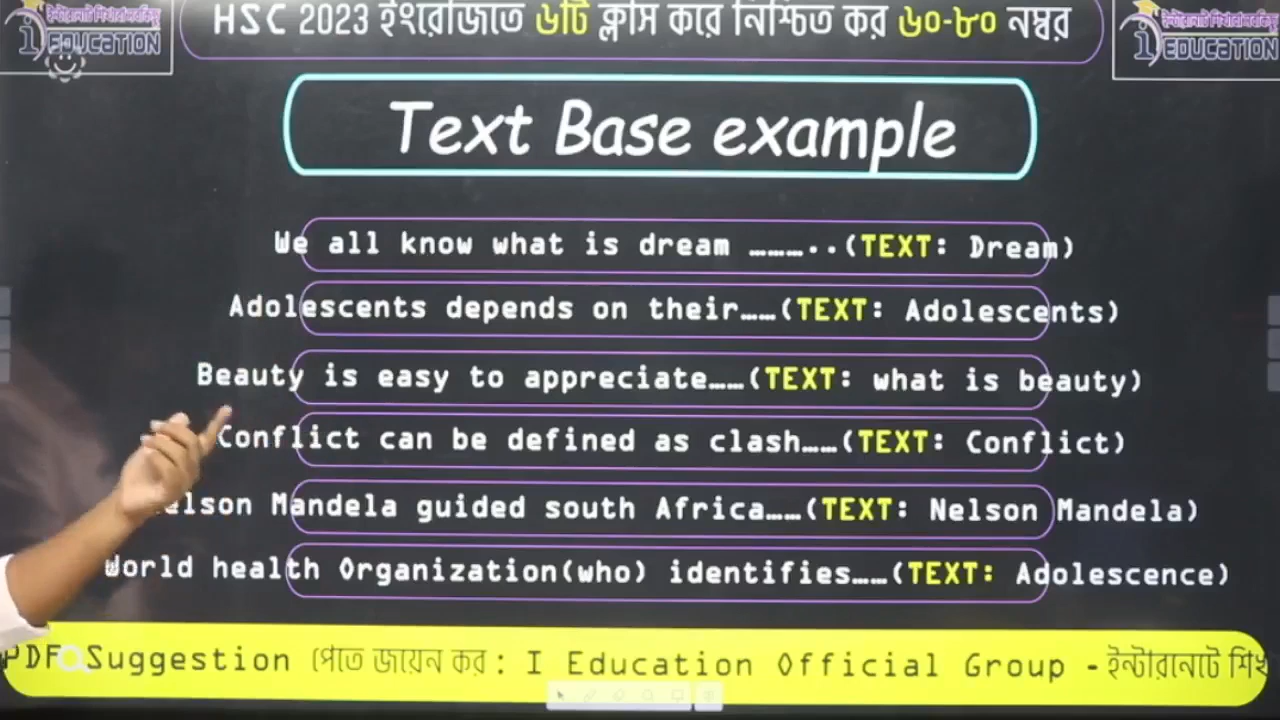 HSC 2023 ইংরেজিতে ৬টি ক্লাস করে নিশ্চিত কর ৬০-৮০ নম্বর
EDUCATION
EDUCATION
Text Base example
We all know what is dream ………..(TEXT: Dream)
Adolescents depends on their……(TEXT: Adolescents)
Beauty is easy to appreciate……(TEXT: what is beauty)
Conflict can be defined as clash……(TEXT: Conflict)
elson Mandela guided south Africa……(TEXT: Nelson Mandela)
World health Organization(who) identifies……(TEXT: Adolescence)
PDF Suggestion পেতে জয়েন কর : I Education Official Group - ইন্টারনেটে